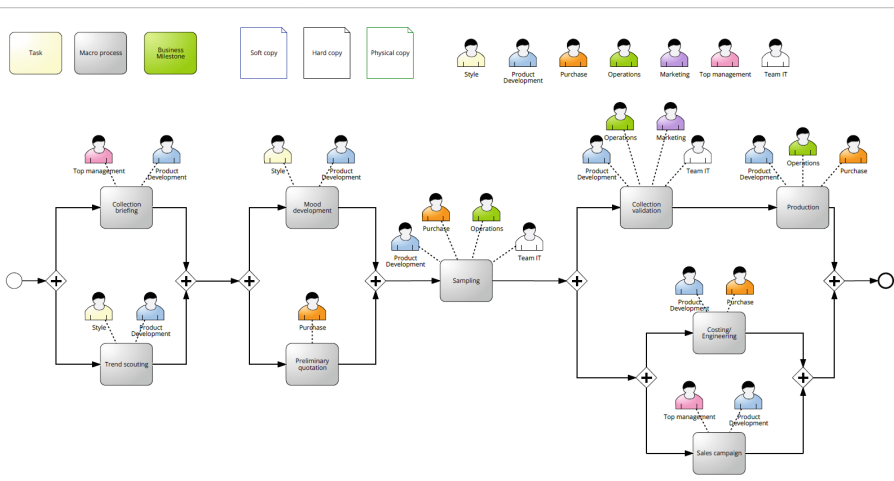 Task
Macro process
Business
Milestone
Soft copy
Hard copy
Physical copy
Style
Product
Development
Purchase
Operations
Marketing
Top management
Team IT
Operations
Marketing
Product
Development
Team IT
Top management
Product
Development
Style
Product
Development
Product
Development
Operations
Purchase
Collection
briefing
Mood
development
Collection
validation
Production
Purchase
Operations
Product
Development
Team IT
Sampling
Style
Product
Development
Purchase
Product
Development
Purchase
Trend scouting
Preliminary
quotation
Costing/
Engineering
Top management
Product
Development
Sales campaign